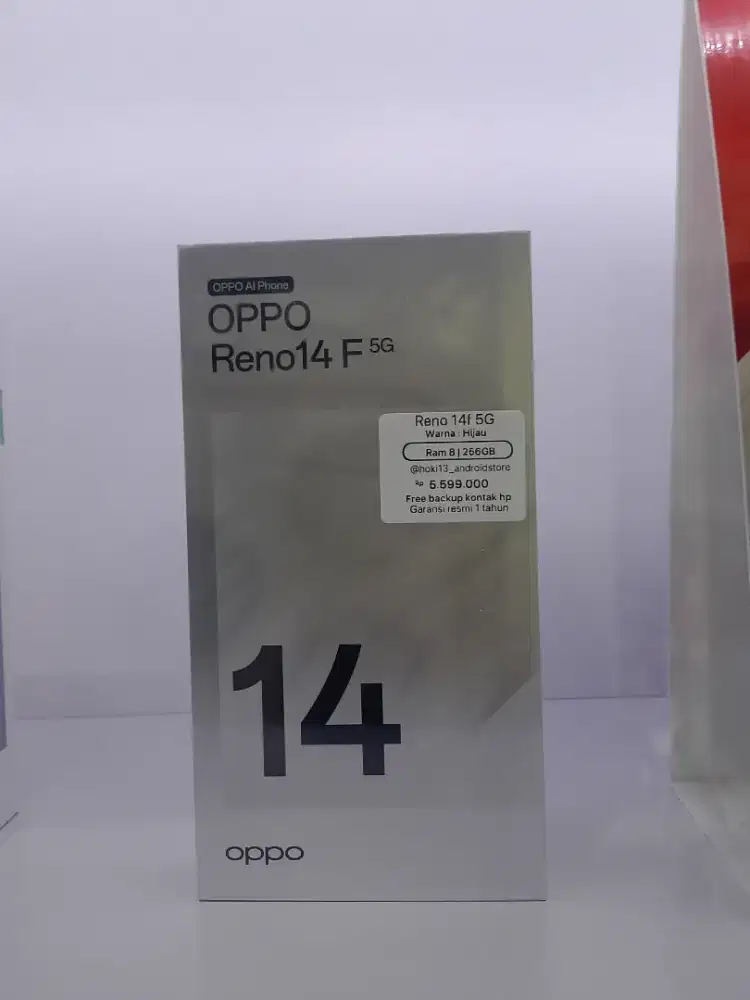 OPPO AI Phone
OPPO
Reno14 F 5G
Reno 14f 5G
Warna : Hijau
Ram 8 | 256GB
@hoki13_androidstore
Rp 5.599.000
Free backup kontak hp
Garansi resmi 1 tahun
14
oppo